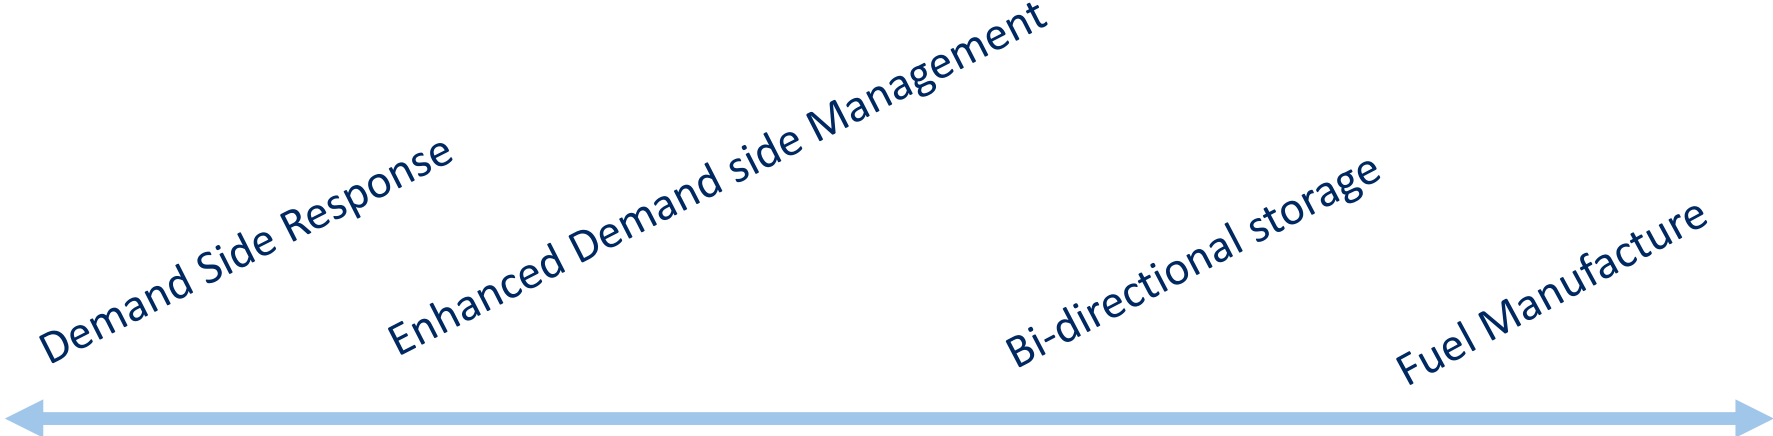 Demand Side Response
Enhanced Demand side Management
Bi-directional storage
Fuel Manufacture